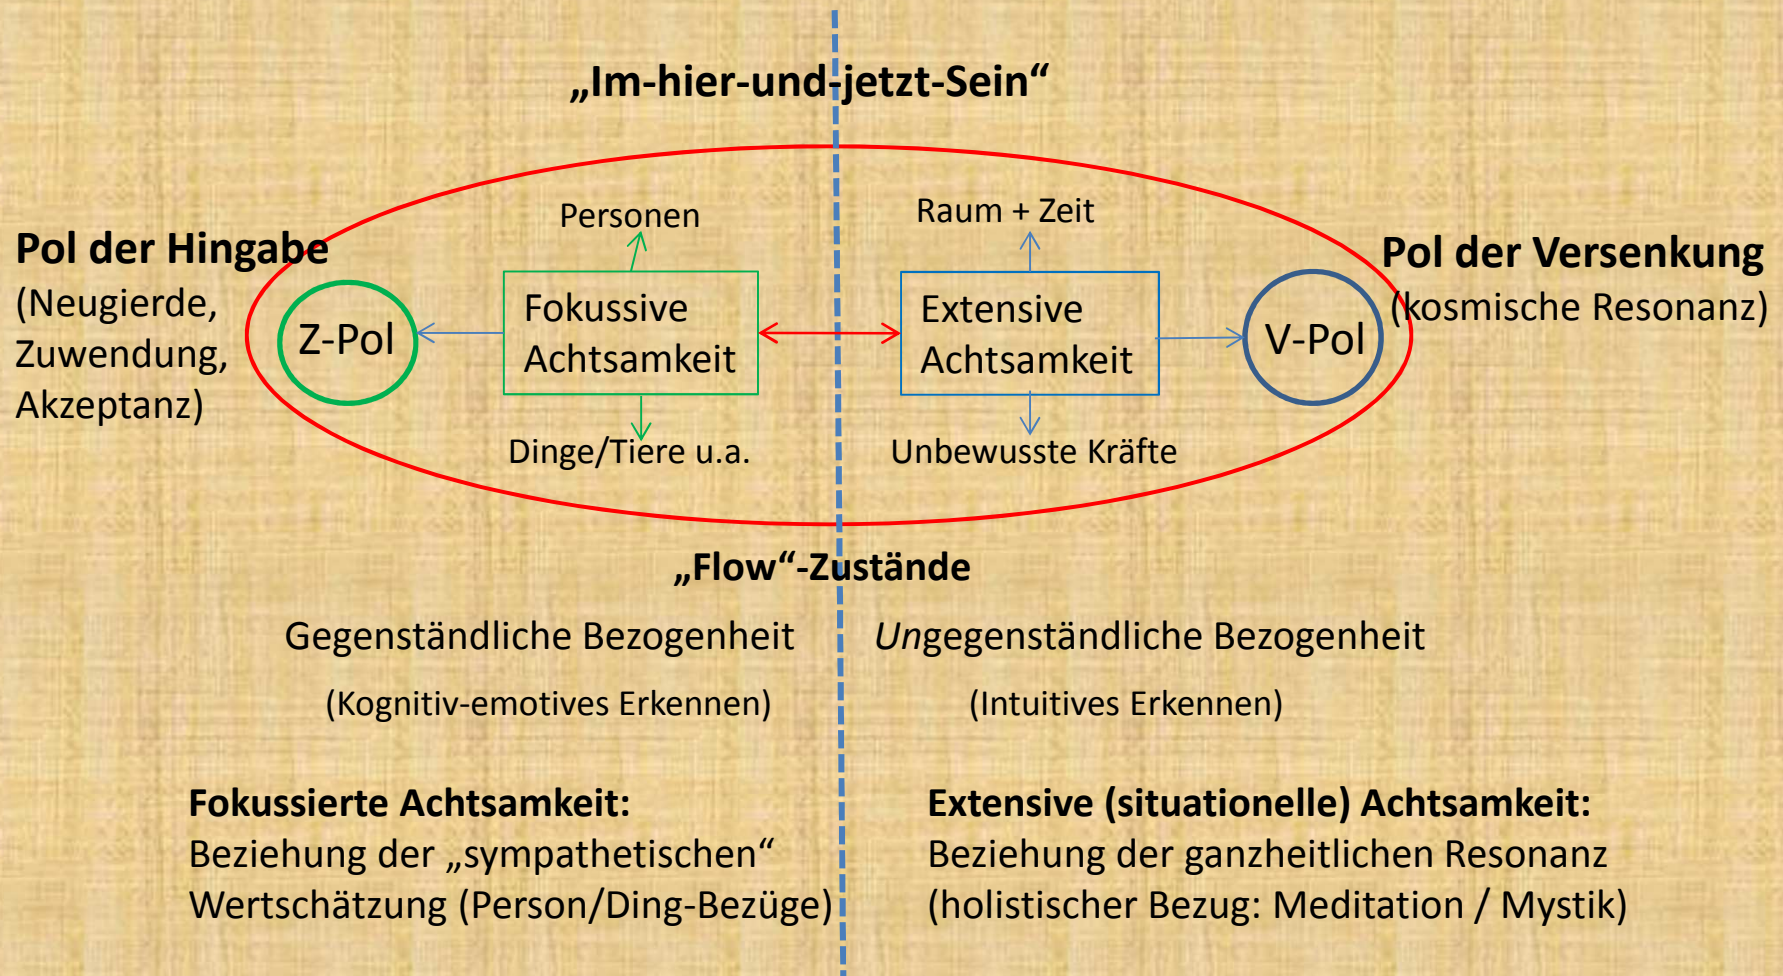 „Im-hier-und-jetzt-Sein“
Personen
Raum + Zeit
Pol der Hingabe
(Neugierde,
Zuwendung,
Akzeptanz)
Z-Pol
Fokussive
Achtsamkeit
Extensive
Achtsamkeit
V-Pol
Pol der Versenkung
(kosmische Resonanz)
Dinge/Tiere u.a.
Unbewusste Kräfte
„Flow“-Zustände
Gegenständliche Bezogenheit
Ungegenständliche Bezogenheit
(Kognitiv-emotives Erkennen)
(Intuitives Erkennen)
Fokussierte Achtsamkeit:
Beziehung der „sympathetischen“
Wertschätzung (Person/Ding-Bezüge)
Extensive (situationelle) Achtsamkeit:
Beziehung der ganzheitlichen Resonanz
(holistischer Bezug: Meditation / Mystik)